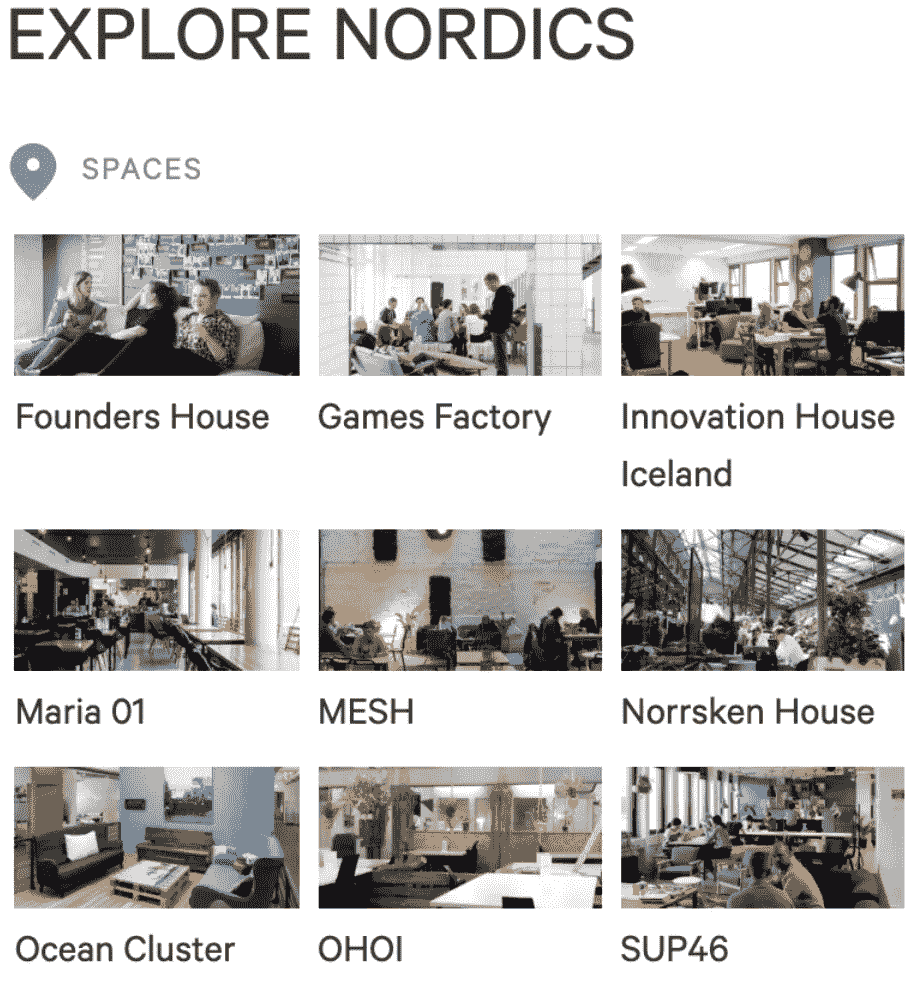 EXPLORE NORDICS
SPACES
Founders House
Games Factory
Innovation House
Iceland
Maria 01
MESH
Norrsken House
Ocean Cluster
OHOI
SUP46